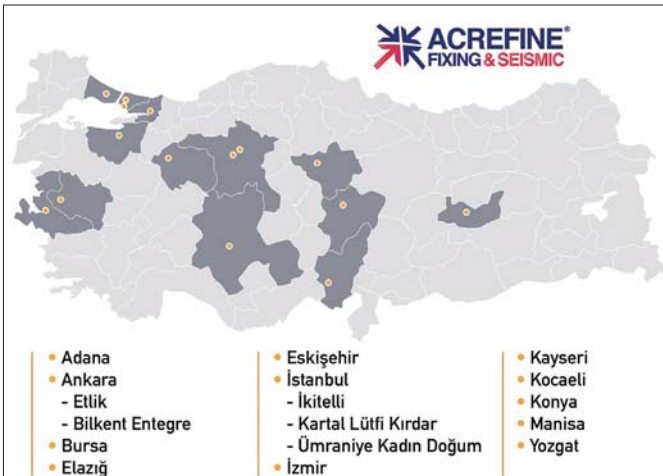 ACREFINE®
FIXING & SEISMIC
Adana
Ankara
- Etlik
- Bilkent Entegre
Bursa
Elazığ
Eskişehir
İstanbul
- İkitelli
- Kartal Lütfi Kırdar
- Ümraniye Kadın Doğum
İzmir
Kayseri
Kocaeli
Konya
Manisa
Yozgat